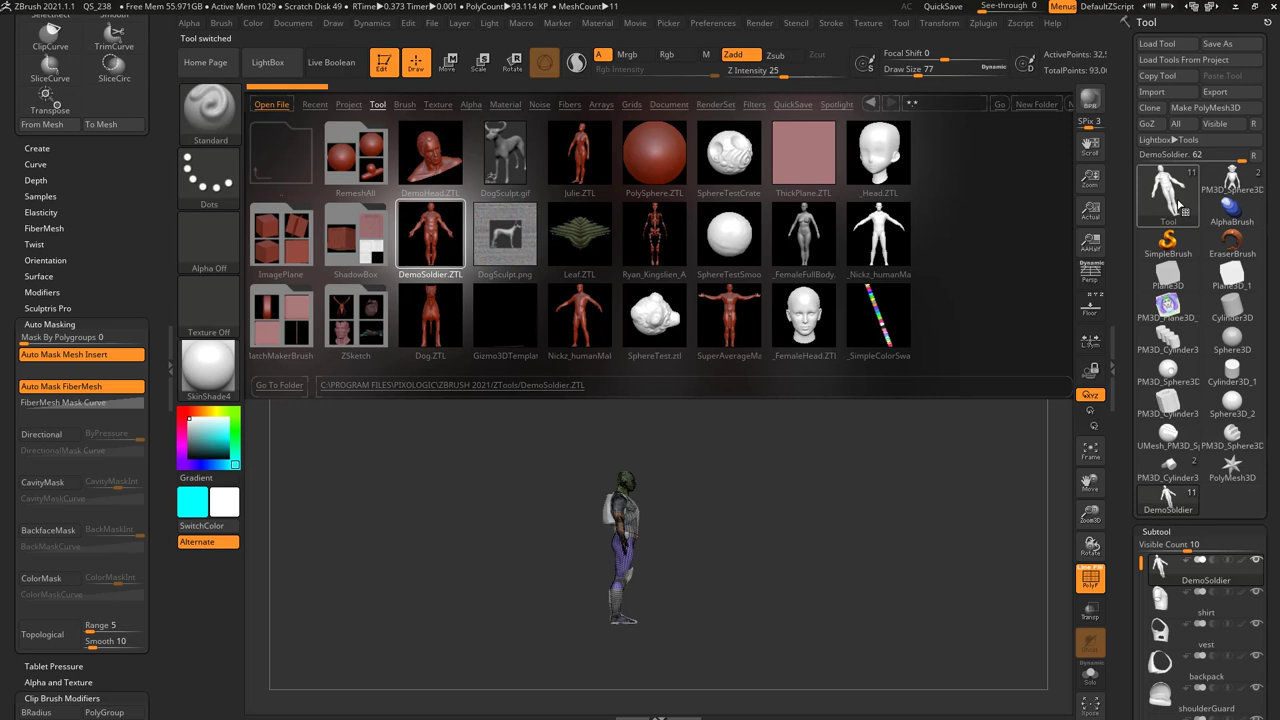 ZBrush 2021.1.1 QS_238 • Free Mem 55.971GB • Active Mem 1029 • Scratch Disk 49 • RTime▶0.373 Timer▶0.001 • PolyCount▶93.114 KP • MeshCount▶11
AC QuickSave See-through 0 Menus DefaultZScript
Alpha Brush Color Document Draw Dynamics Edit File Layer Light Macro Marker Material Movie Picker Preferences Render Stencil Stroke Texture Tool Transform Zplugin Zscript Help
Tool switched
Home Page LightBox Live Boolean Edit Draw Move Scale Rotate
A Mrgb Rgb M Zadd Zsub Zcut
Rgb Intensity Z Intensity 25
Focal Shift 0
Draw Size 77 Dynamic
S D
ActivePoints: 32,
TotalPoints: 93,0
ClipCurve TrimCurve
SliceCurve SliceCirc
Transpose
From Mesh To Mesh
Create
Curve
Depth
Samples
Elasticity
FiberMesh
Twist
Orientation
Surface
Modifiers
Sculptris Pro
Auto Masking
Mask By Polygroups 0
Auto Mask Mesh Insert
Auto Mask FiberMesh
FiberMesh Mask Curve
Directional ByPressure
DirectionalMask Curve
CavityMask CavityMaskInt
CavityMaskCurve
BackfaceMask BackMaskInt
BackMaskCurve
ColorMask ColorMaskInt
ColorMaskCurve
Topological Range 5
Smooth 10
Tablet Pressure
Alpha and Texture
Clip Brush Modifiers
BRadius PolyGroup
Standard
Dots
Alpha Off
Texture Off
SkinShade4
Gradient
SwitchColor
Alternate
Open File Recent Project Tool Brush Texture Alpha Material Noise Fibers Arrays Grids Document RenderSet Filters QuickSave Spotlight *.* Go New Folder
.. RemeshAll DemoHead.ZTL DogSculpt.gif Julie.ZTL PolySphere.ZTL SphereTestCrate ThickPlane.ZTL _Head.ZTL
ImagePlane ShadowBox DemoSoldier.ZTL DogSculpt.png Leaf.ZTL Ryan_Kingslien_A SphereTestSmoo _FemaleFullBody. _Nickz_humanMa
MatchMakerBrush ZSketch Dog.ZTL Gizmo3DTemplat Nickz_humanMal SphereTest.ztl SuperAverageMa _FemaleHead.ZTL _SimpleColorSwa
Go To Folder C:\PROGRAM FILES\PIXOLOGIC\ZBRUSH 2021/ZTools/DemoSoldier.ZTL
BPR
SPix 3
Scroll
Zoom
Actual
AAHalf
Dynamic
Persp
Floor
L.Sym
XYZ
Frame
Move
Zoom3D
Rotate
Line Fill
PolyF
Transp
Ghost
Dynamic
Solo
Xpose
Tool
Load Tool Save As
Load Tools From Project
Copy Tool Paste Tool
Import Export
Clone Make PolyMesh3D
GoZ All Visible R
Lightbox▶Tools
DemoSoldier. 62 R
11 2
PM3D_Sphere3D
Tool AlphaBrush
SimpleBrush EraserBrush
Plane3D Plane3D_1
PM3D_Plane3D_ Cylinder3D
PM3D_Cylinder3 Sphere3D
PM3D_Sphere3D Cylinder3D_1
PM3D_Cylinder3 Sphere3D_2
UMesh_PM3D_Sp PM3D_Sphere3D
2
PM3D_Cylinder3 PolyMesh3D
11
DemoSoldier
Subtool
Visible Count 10
DemoSoldier
shirt
vest
backpack
shoulderGuard